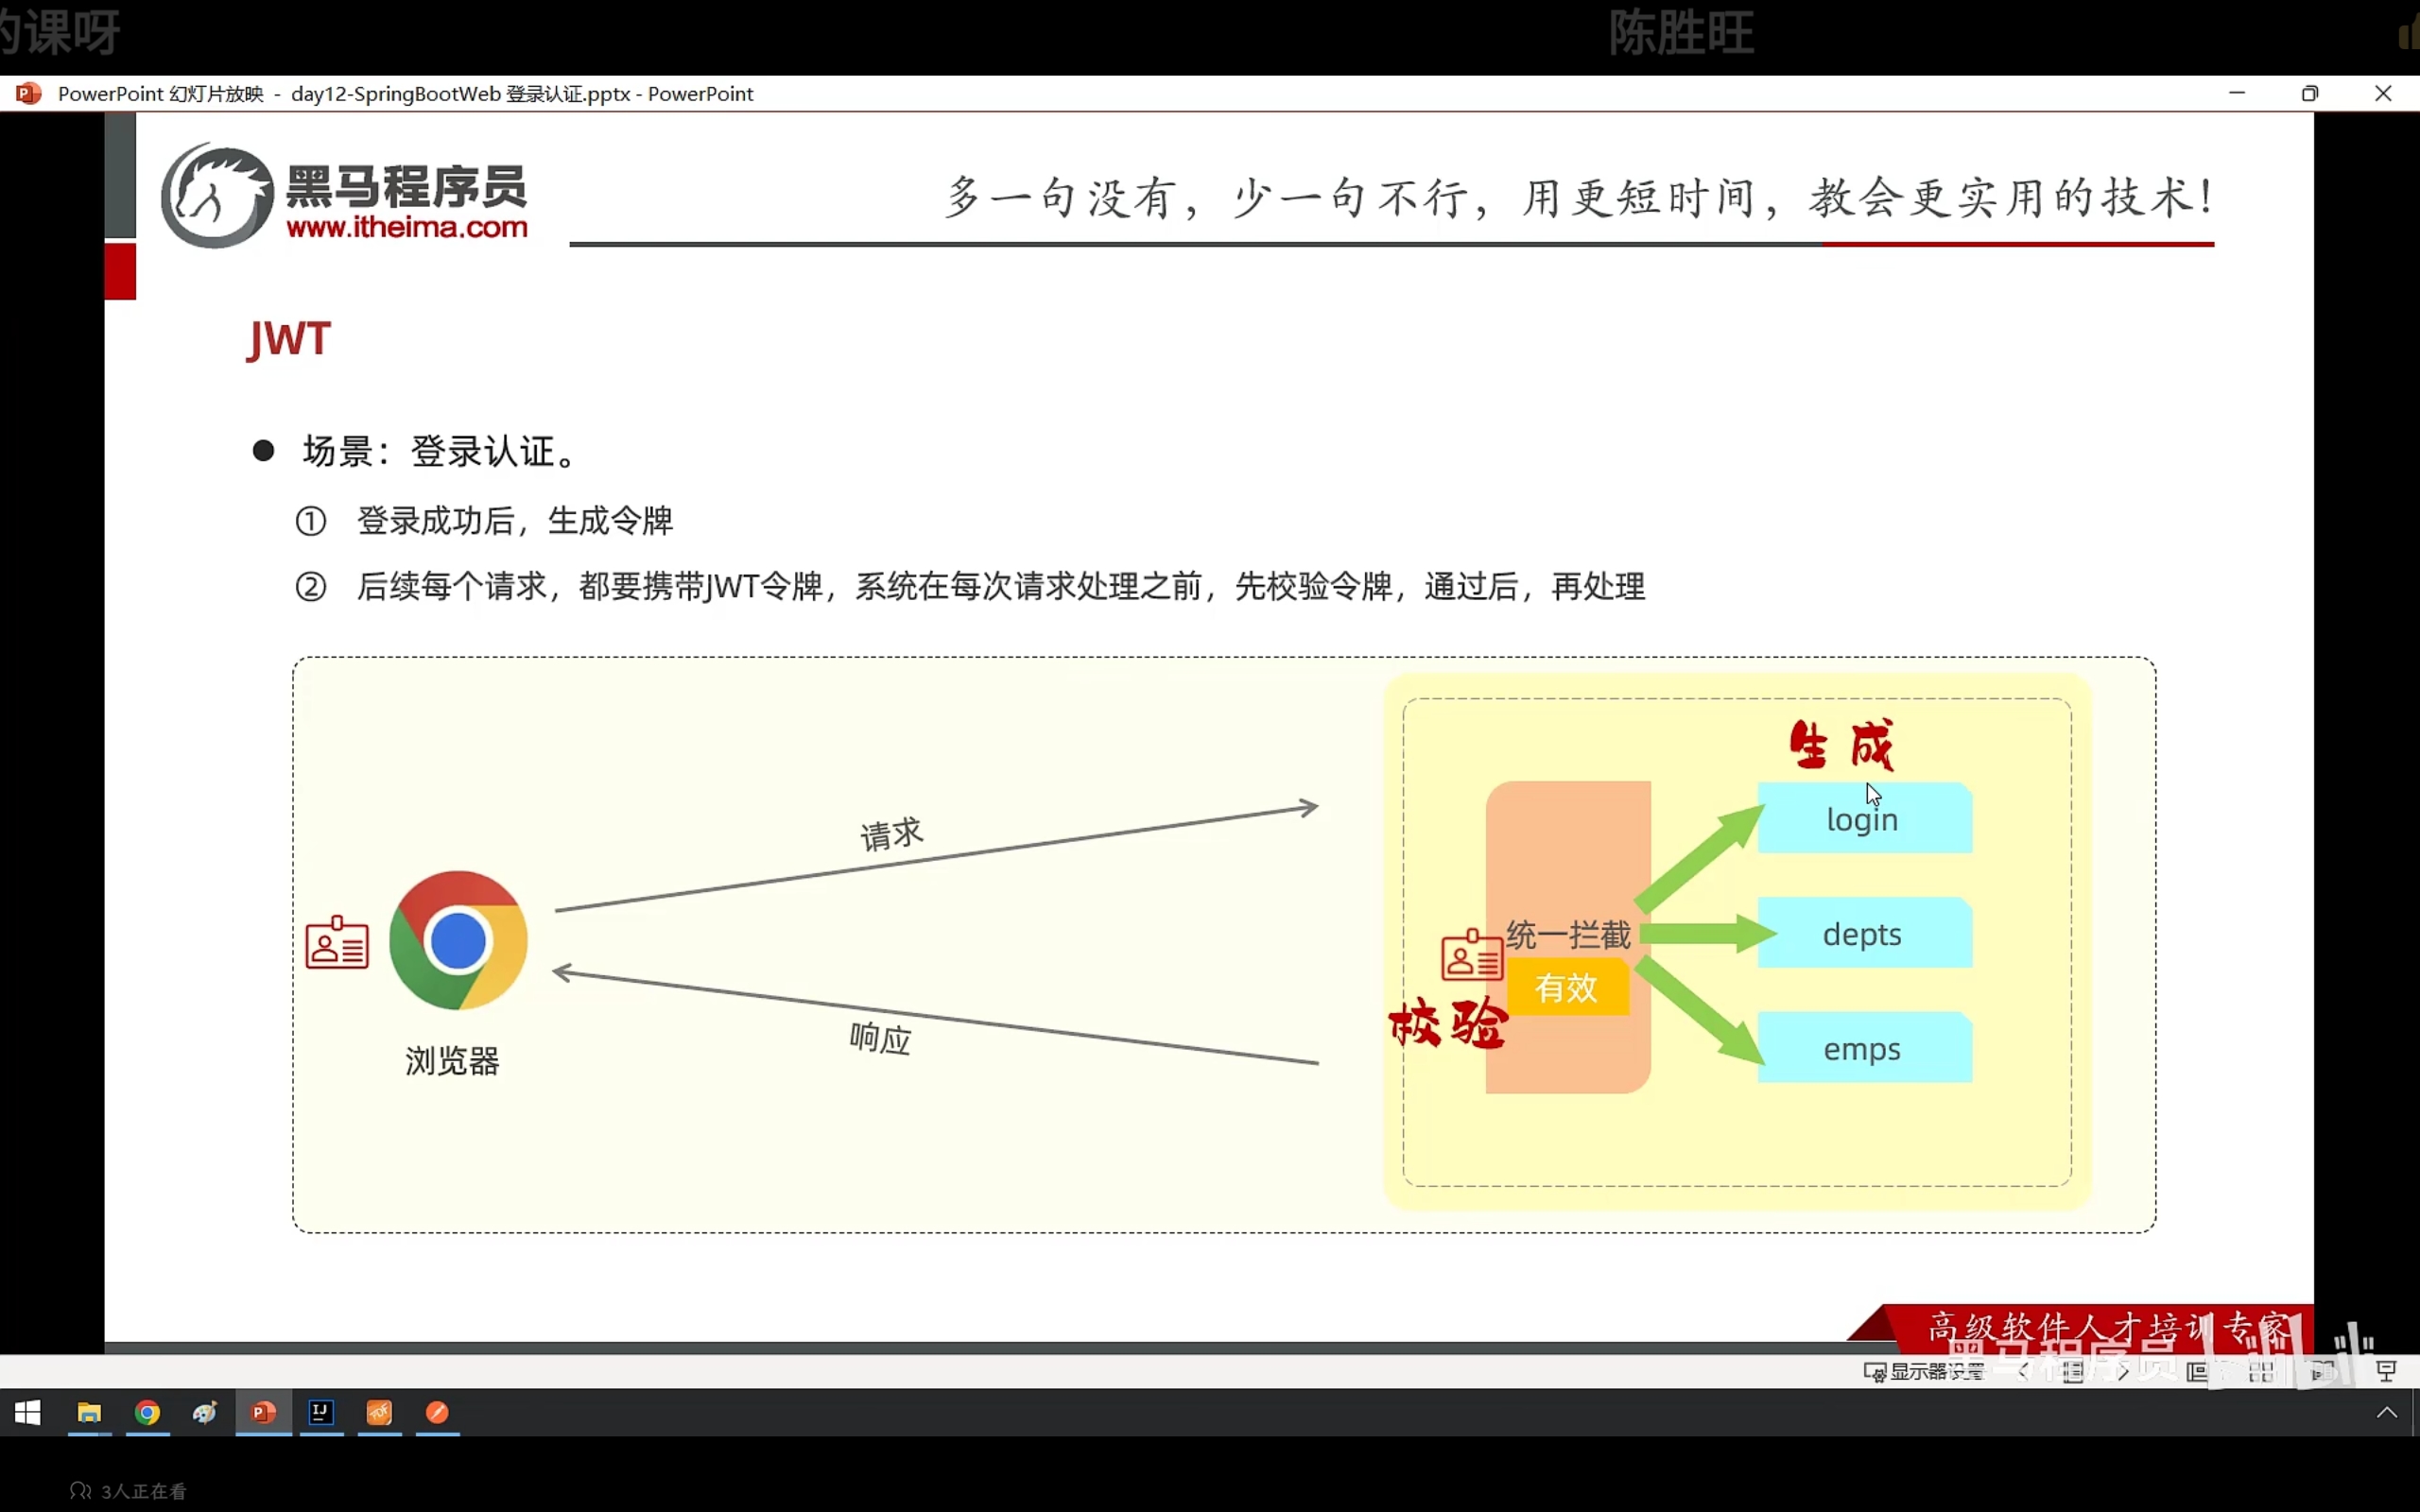 的课呀
陈胜旺
PowerPoint 幻灯片放映 - day12-SpringBootWeb 登录认证.pptx - PowerPoint
黑马程序员
www.itheima.com
多一句没有，少一句不行，用更短时间，教会更实用的技术！
JWT
● 场景：登录认证。
① 登录成功后，生成令牌
② 后续每个请求，都要携带JWT令牌，系统在每次请求处理之前，先校验令牌，通过后，再处理
生成
login
请求
统一拦截
depts
有效
校验
响应
emps
浏览器
高级软件人才培训专家
黑马程序员
显示器设置
3人正在看